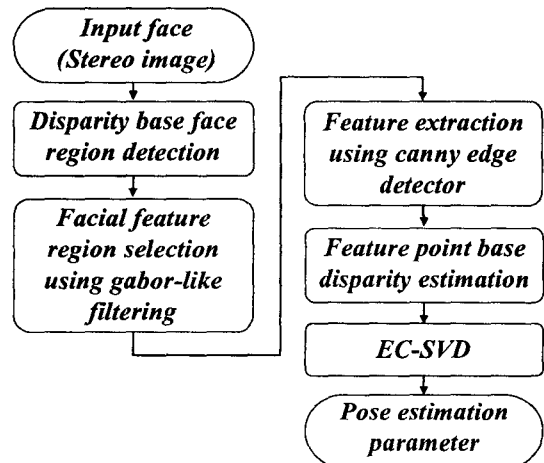 Input face
(Stereo image)
Disparity base face
region detection
Facial feature
region selection
using gabor-like
filtering
Feature extraction
using canny edge
detector
Feature point base
disparity estimation
EC-SVD
Pose estimation
parameter